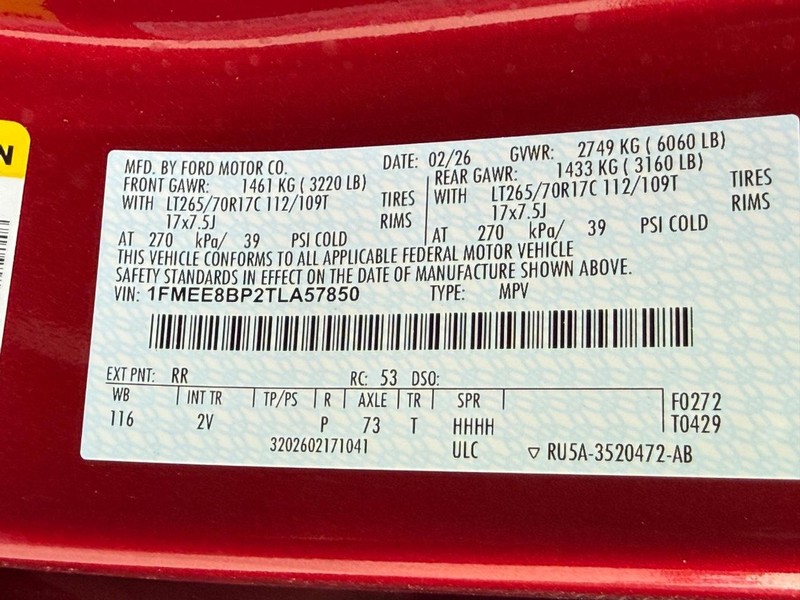 N
MFD. BY FORD MOTOR CO. DATE: 02/26 GVWR: 2749 KG ( 6060 LB)
FRONT GAWR: 1461 KG ( 3220 LB) REAR GAWR: 1433 KG ( 3160 LB)
WITH LT265/70R17C 112/109T TIRES WITH LT265/70R17C 112/109T TIRES
17x7.5J RIMS 17x7.5J RIMS
AT 270 kPa/ 39 PSI COLD AT 270 kPa/ 39 PSI COLD
THIS VEHICLE CONFORMS TO ALL APPLICABLE FEDERAL MOTOR VEHICLE
SAFETY STANDARDS IN EFFECT ON THE DATE OF MANUFACTURE SHOWN ABOVE.
VIN: 1FMEE8BP2TLA57850 TYPE: MPV
EXT PNT: RR RC: 53 DSO:
WB INT TR TP/PS R AXLE TR SPR F0272
116 2V P 73 T HHHH T0429
3202602171041 ULC ▽ RU5A-3520472-AB